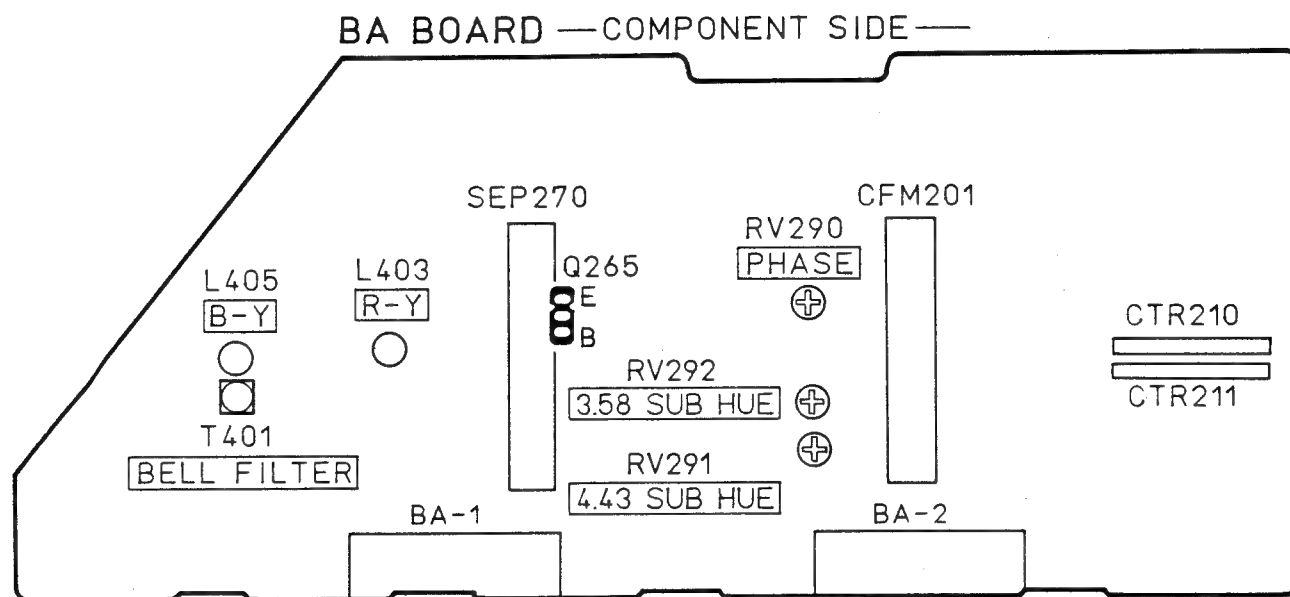 BA BOARD —COMPONENT SIDE—
SEP270
CFM201
RV290
PHASE
Q265
E
B
L405
B-Y
L403
R-Y
CTR210
CTR211
RV292
3.58 SUB HUE
T401
BELL FILTER
RV291
4.43 SUB HUE
BA-1
BA-2